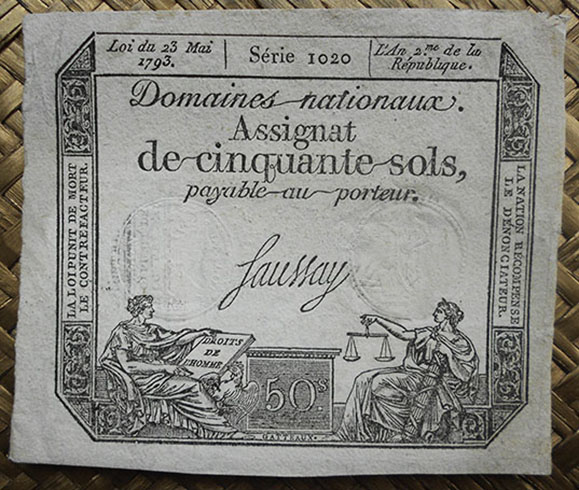 Loi du 23 Mai
1793.
Série 1020
L'An 2.me de la
République.
Domaines nationaux.
Assignat
de cinquante sols,
payable au porteur.
LA LOI PUNIT DE MORT
LE CONTREFACTEUR.
LA NATION RÉCOMPENSE
LE DÉNONCIATEUR.
Saussay
DROITS
DE
L'HOMME
50.s
GATTEAUX.